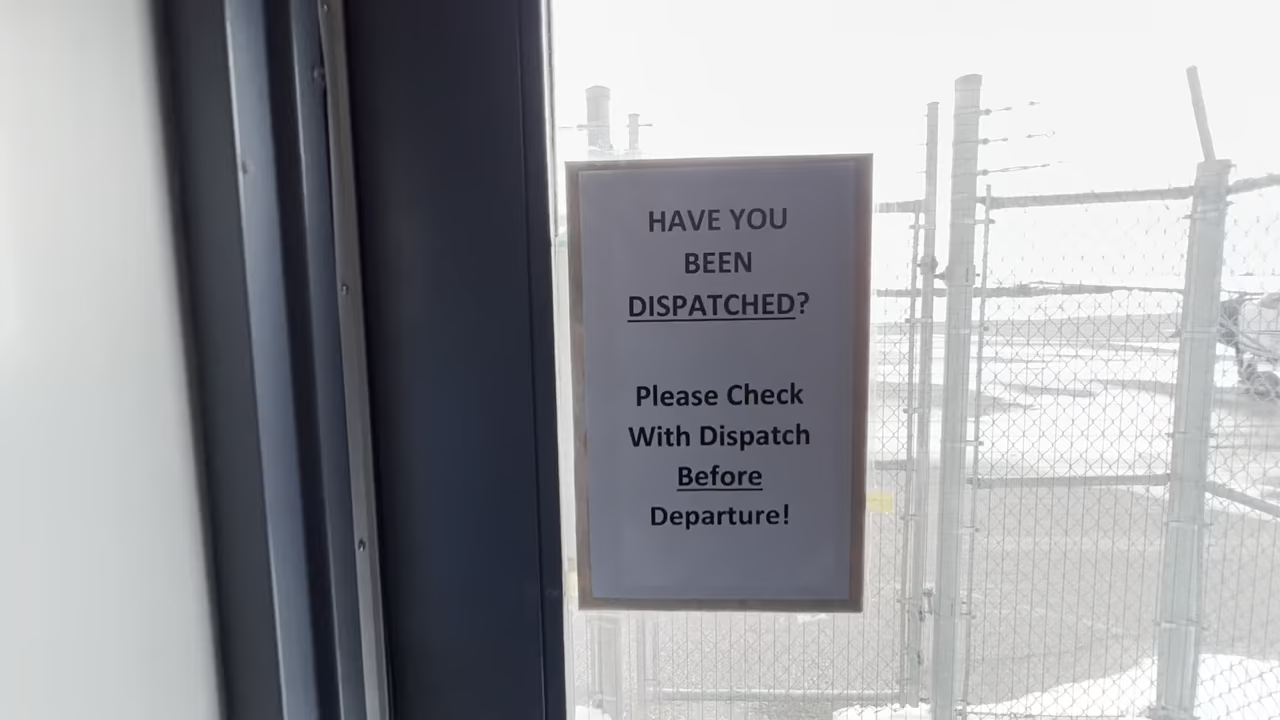 HAVE YOU
BEEN
DISPATCHED?
Please Check
With Dispatch
Before
Departure!